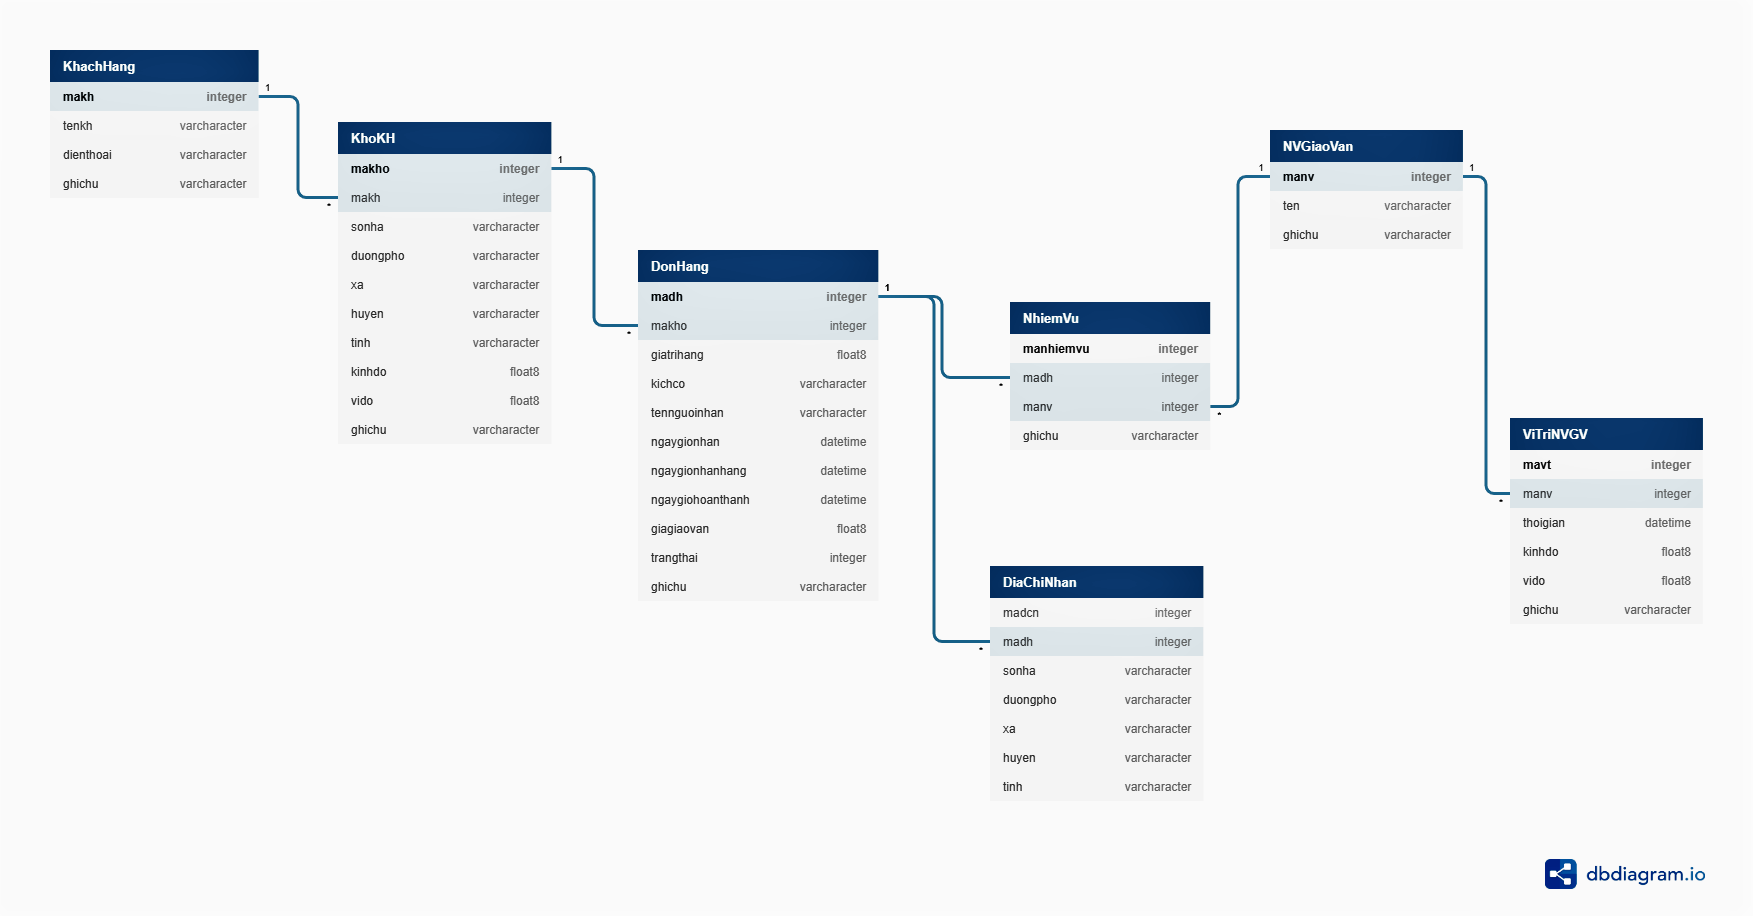 KhachHang
makh integer
tenkh varcharacter
dienthoai varcharacter
ghichu varcharacter
1
KhoKH
makho integer
makh integer
sonha varcharacter
duongpho varcharacter
xa varcharacter
huyen varcharacter
tinh varcharacter
kinhdo float8
vido float8
ghichu varcharacter
*
1
DonHang
madh integer
makho integer
giatrihang float8
kichco varcharacter
tennguoinhan varcharacter
ngaygionhan datetime
ngaygionhanhang datetime
ngaygiohoanthanh datetime
giagiaovan float8
trangthai integer
ghichu varcharacter
*
1
NhiemVu
manhiemvu integer
madh integer
manv integer
ghichu varcharacter
*
*
DiaChiNhan
madcn integer
madh integer
sonha varcharacter
duongpho varcharacter
xa varcharacter
huyen varcharacter
tinh varcharacter
*
NVGiaoVan
manv integer
ten varcharacter
ghichu varcharacter
1
1
ViTriNVGV
mavt integer
manv integer
thoigian datetime
kinhdo float8
vido float8
ghichu varcharacter
*
dbdiagram.io